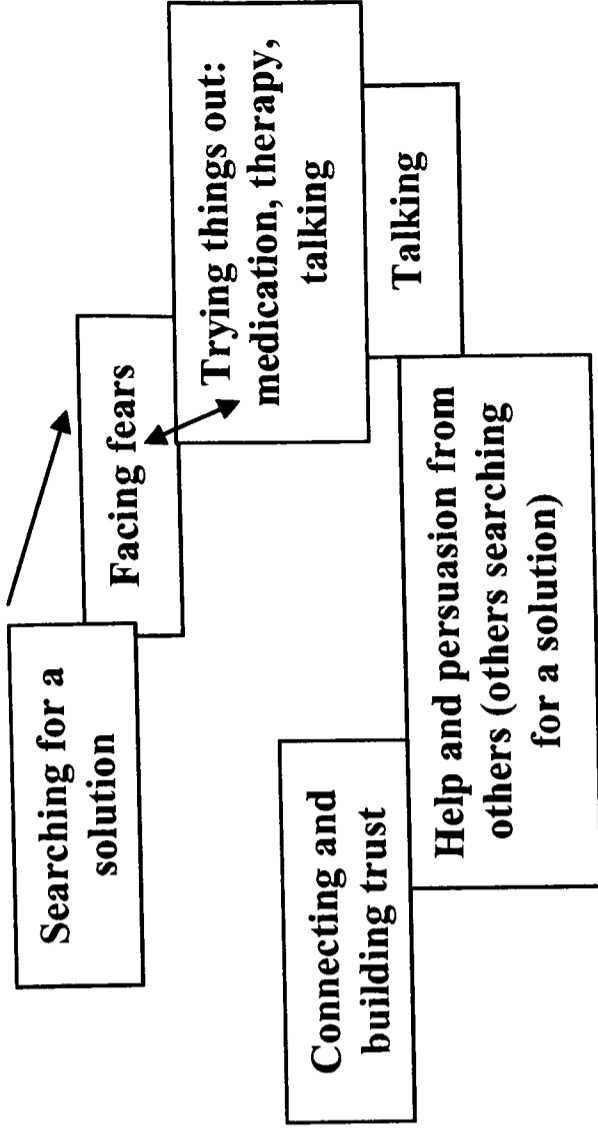 Searching for a
solution
Facing fears
Trying things out:
medication, therapy,
talking
Connecting and
building trust
Talking
Help and persuasion from
others (others searching
for a solution)